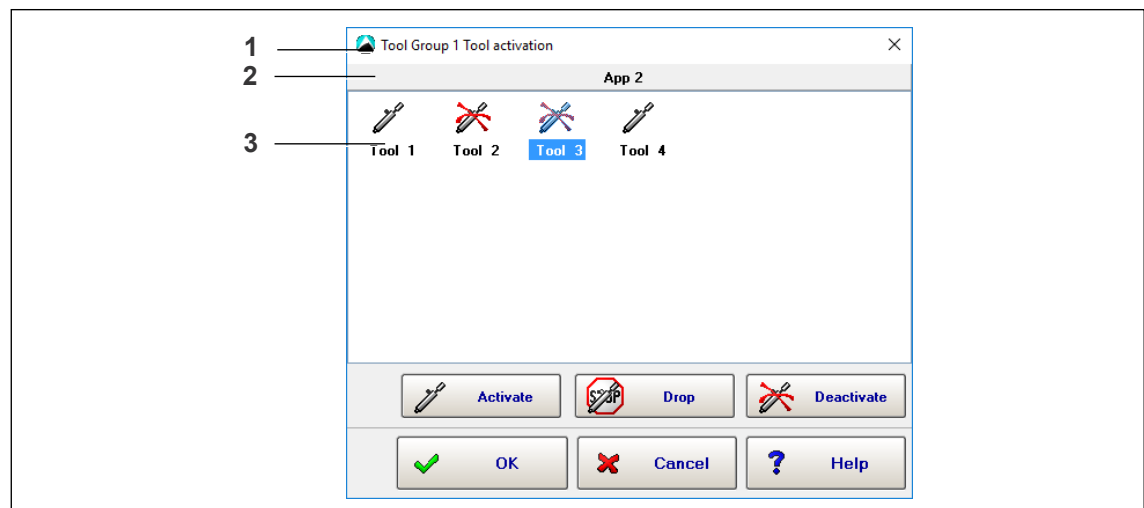 1
Tool Group 1 Tool activation
2
App 2
3
Tool 1 Tool 2 Tool 3 Tool 4
Activate
STOP Drop
Deactivate
OK
Cancel
? Help